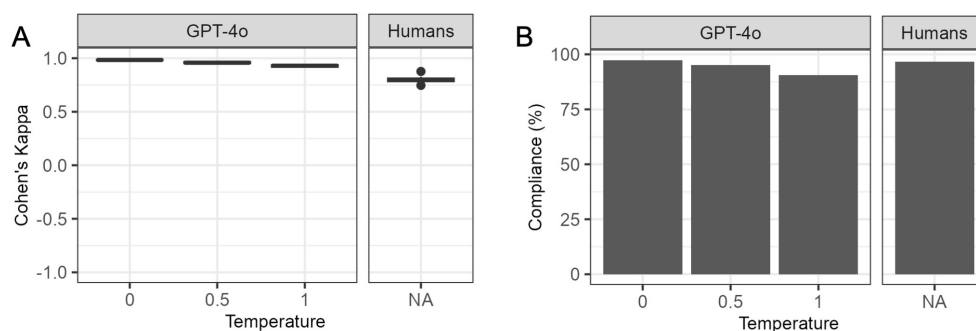 A
GPT-4o
Humans
Cohen's Kappa
1.0
0.5
0.0
-0.5
-1.0
0
0.5
1
NA
Temperature
B
GPT-4o
Humans
Compliance (%)
100
75
50
25
0
0
0.5
1
NA
Temperature